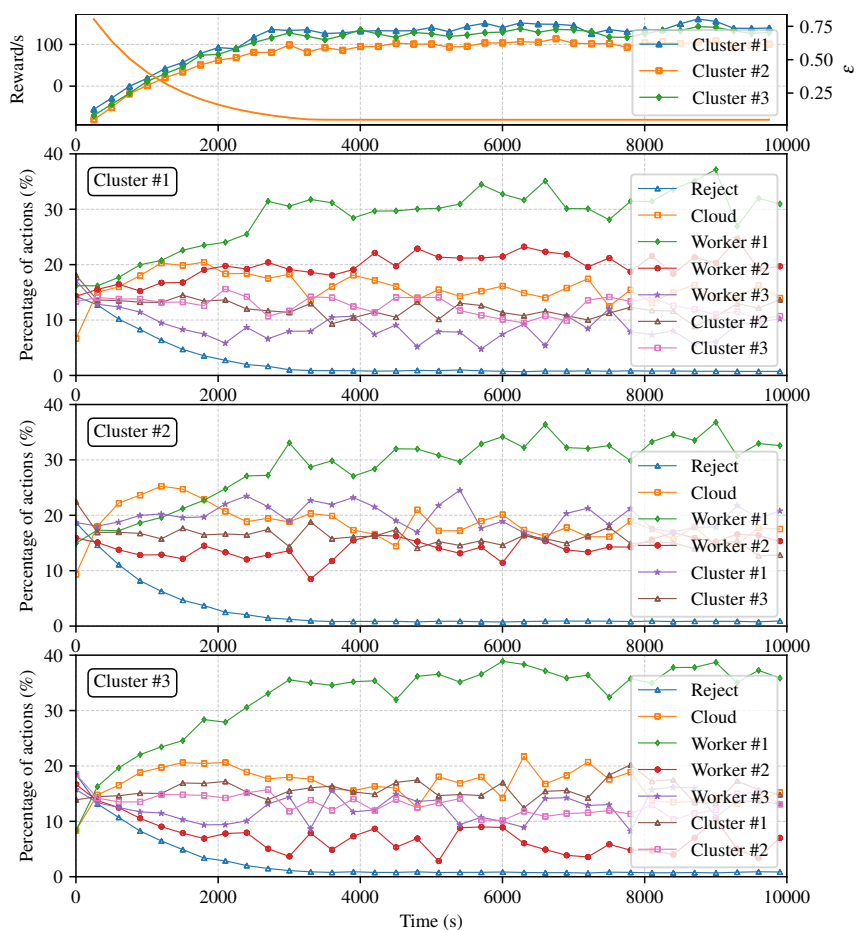 Reward/s
100
0
0.75
0.50
0.25
ε
Cluster #1
Cluster #2
Cluster #3
0 2000 4000 6000 8000 10000
Percentage of actions (%)
40
30
20
10
0
Cluster #1
Reject
Cloud
Worker #1
Worker #2
Worker #3
Cluster #2
Cluster #3
0 2000 4000 6000 8000 10000
Percentage of actions (%)
40
30
20
10
0
Cluster #2
Reject
Cloud
Worker #1
Worker #2
Cluster #1
Cluster #3
0 2000 4000 6000 8000 10000
Percentage of actions (%)
40
30
20
10
0
Cluster #3
Reject
Cloud
Worker #1
Worker #2
Worker #3
Cluster #1
Cluster #2
0 2000 4000 6000 8000 10000
Time (s)